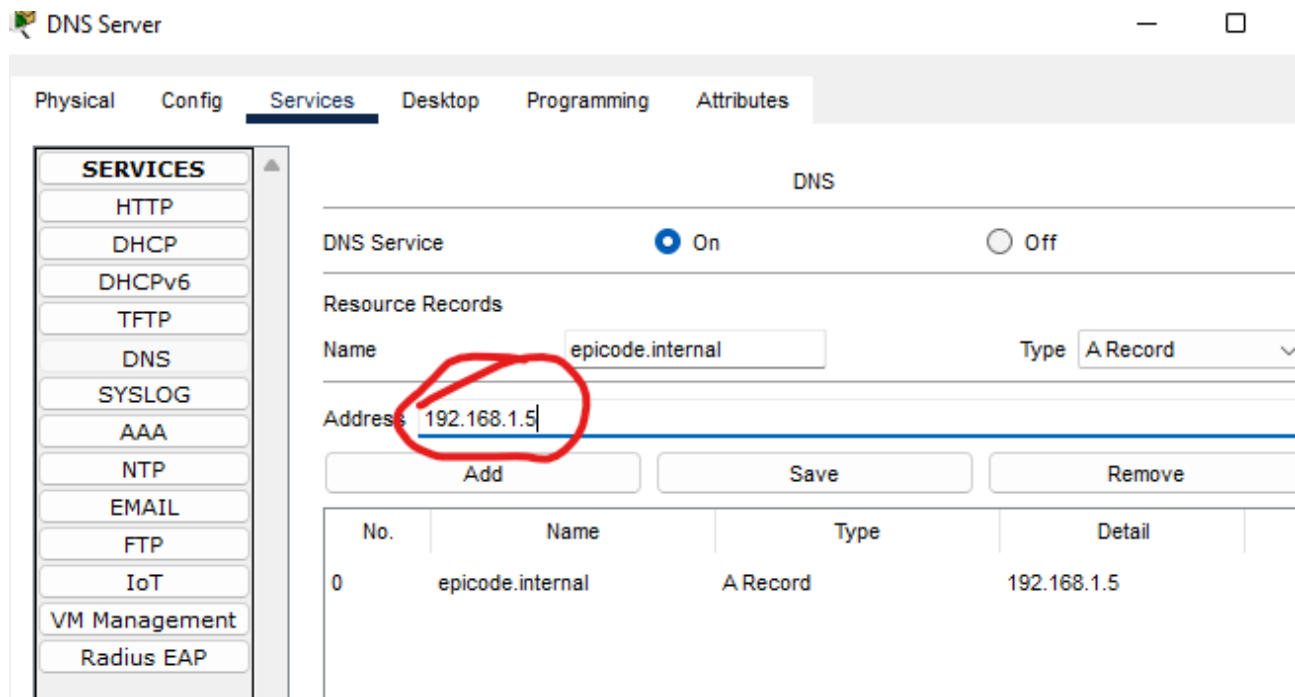 DNS Server
Physical Config Services Desktop Programming Attributes
SERVICES
HTTP
DHCP
DHCPv6
TFTP
DNS
SYSLOG
AAA
NTP
EMAIL
FTP
IoT
VM Management
Radius EAP
DNS
DNS Service On Off
Resource Records
Name epicode.internal Type A Record
Address 192.168.1.5
Add Save Remove
No. Name Type Detail
0 epicode.internal A Record 192.168.1.5